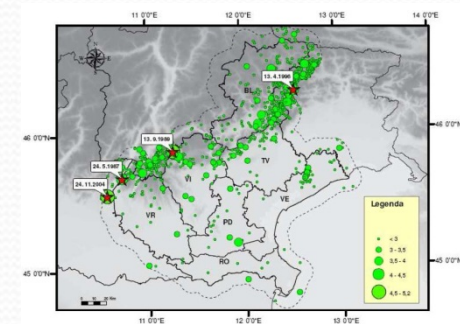 11 0'0"E 12 0'0"E 13 0'0"E 14 0'0"E
13. 4.1996
BL
46 0'0"N 46 0'0"N
13. 9.1989
TV
24. 5.1987
VI
24.11.2004
VE
VR
PD
RO
Legenda
< 3
3 - 3,5
3,5 - 4
4 - 4,5
4,5 - 5,2
45 0'0"N 45 0'0"N
11 0'0"E 12 0'0"E 13 0'0"E